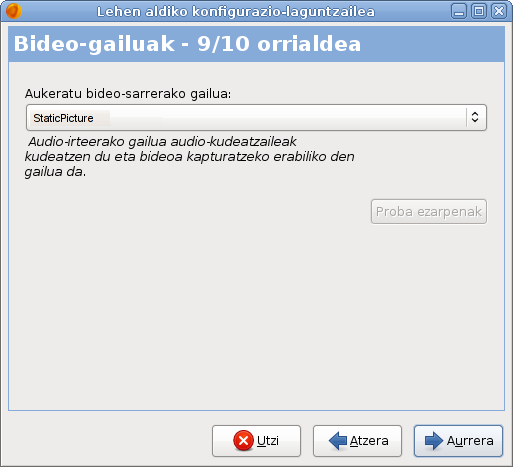 Lehen aldiko konfigurazio-laguntzailea
Bideo-gailuak - 9/10 orrialdea
Aukeratu bideo-sarrerako gailua:
StaticPicture
Audio-irteerako gailua audio-kudeatzaileak
kudeatzen du eta bideoa kapturatzeko erabiliko den
gailua da.
Proba ezarpenak
Utzi
Atzera
Aurrera